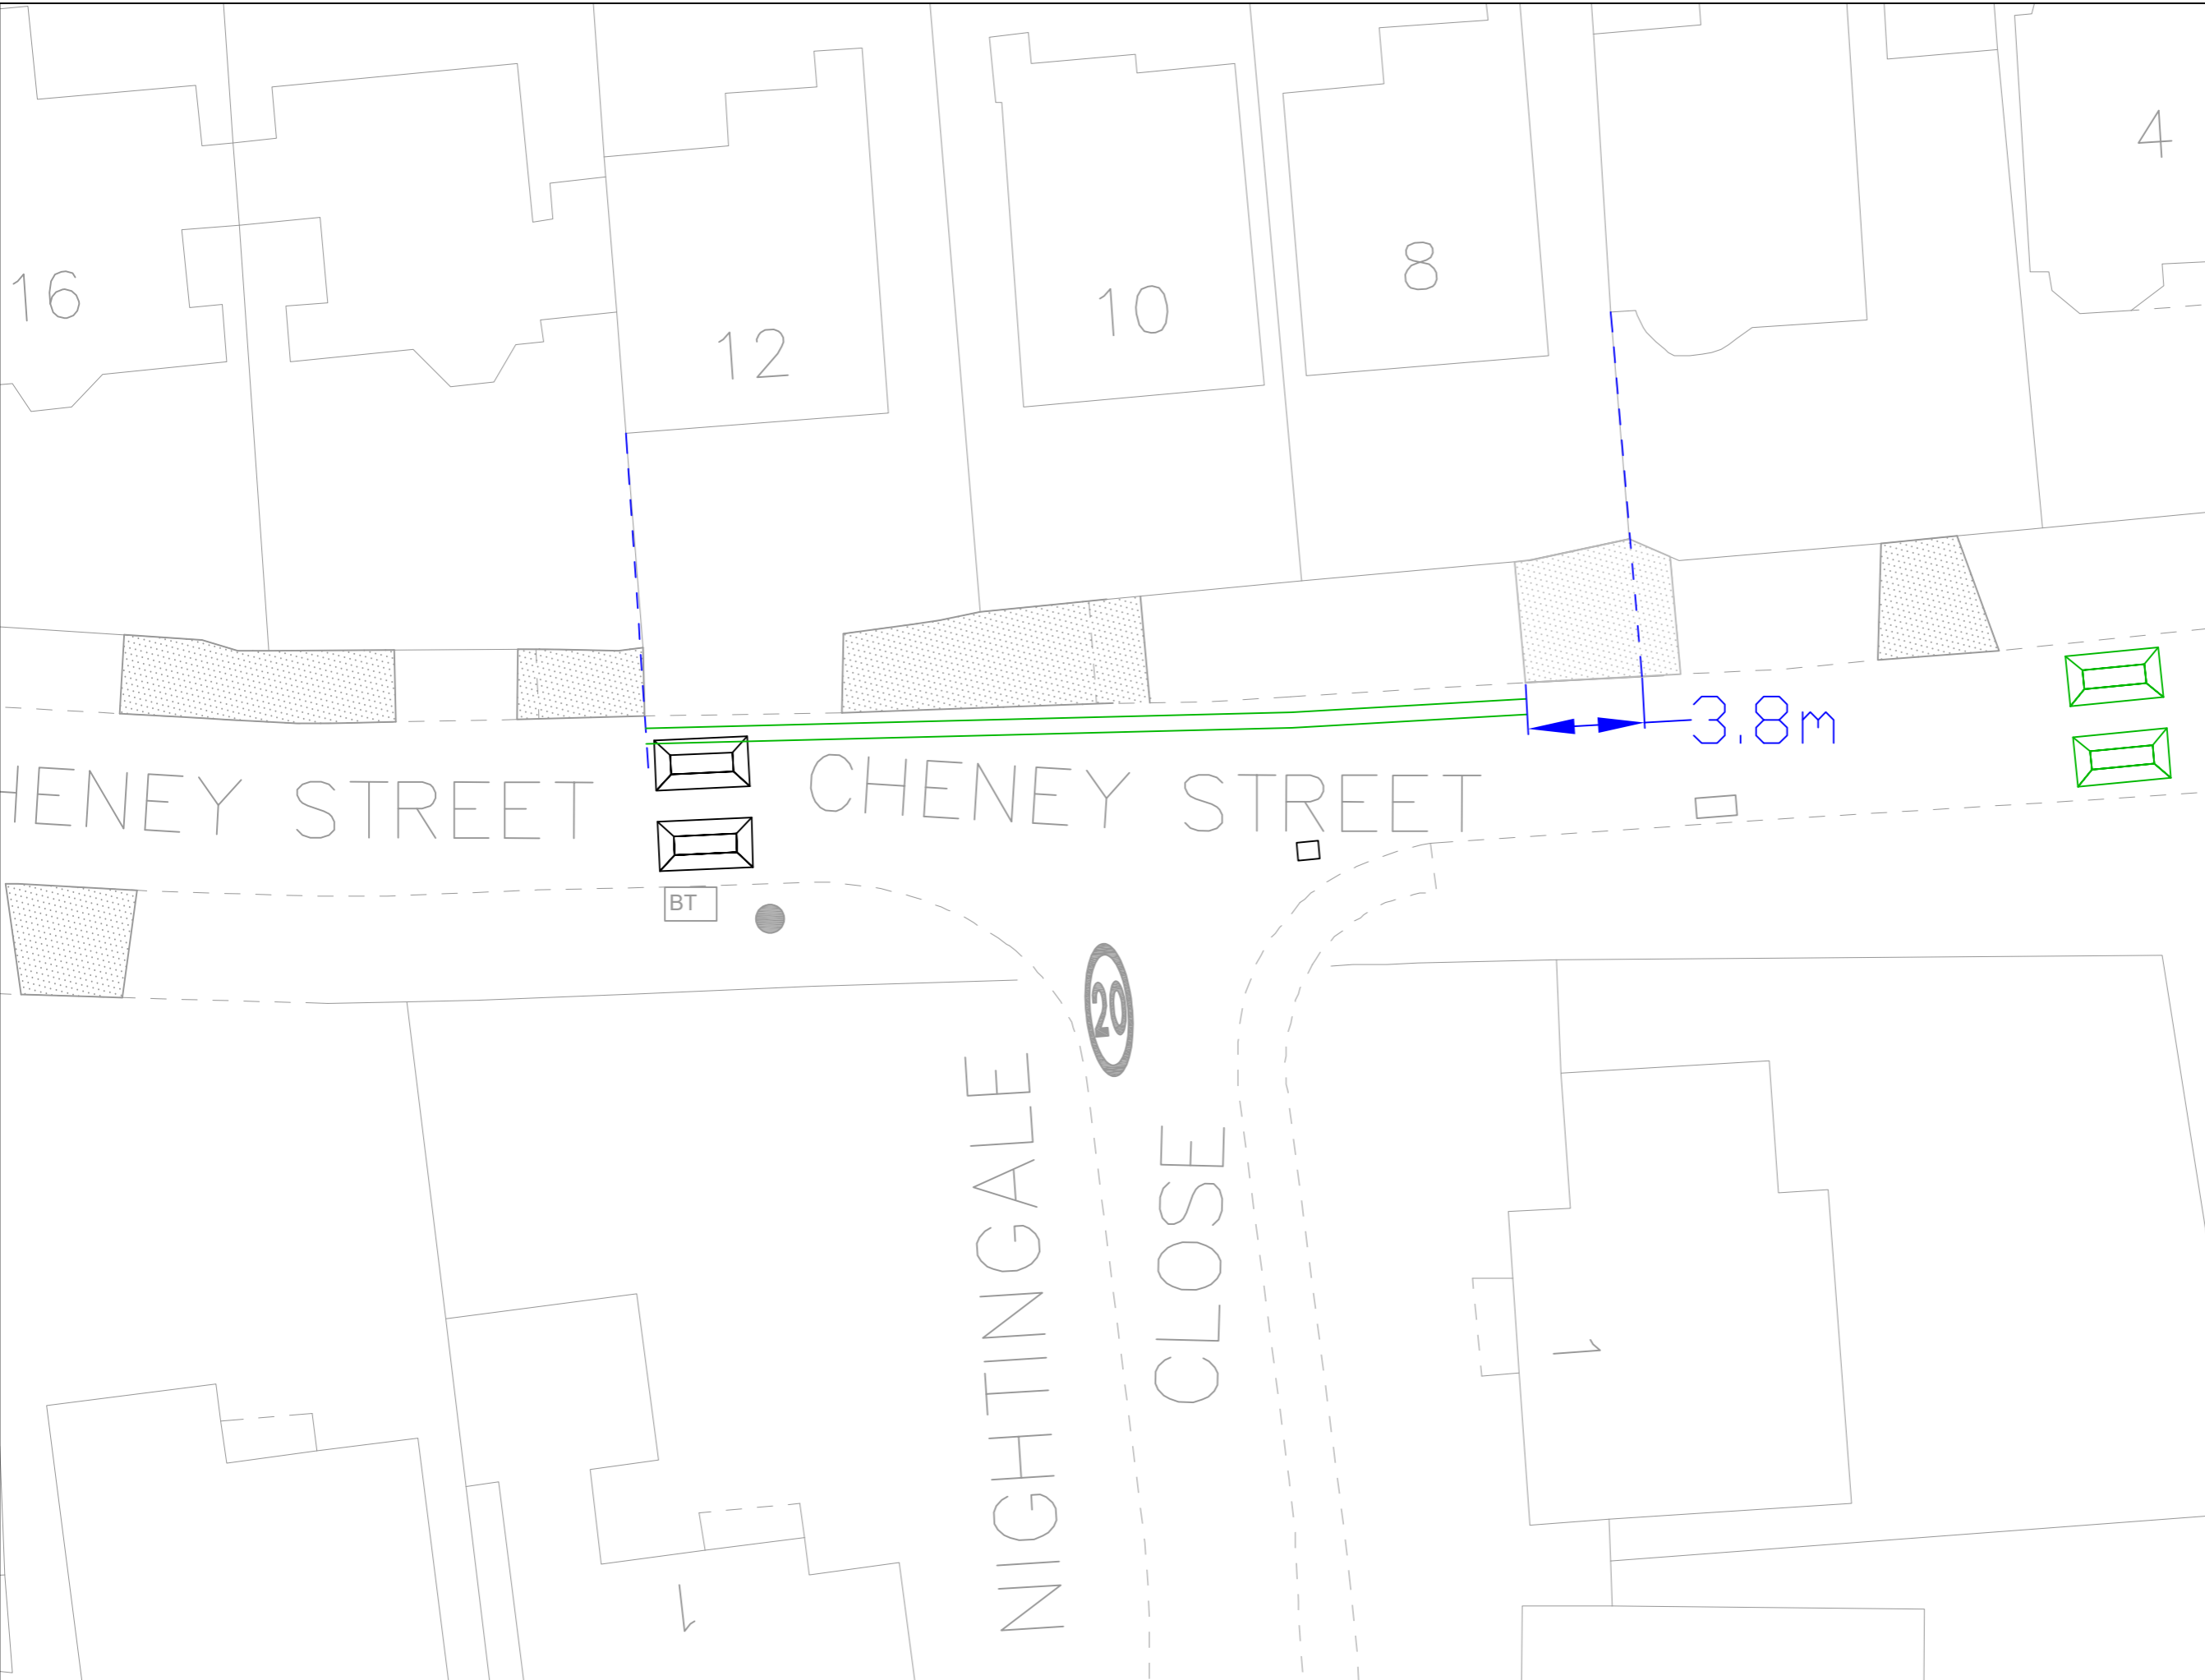 4
8
16
10
12
3.8m
HENEY STREET
CHENEY STREET
BT
20
NIGHTINGALE
CLOSE
1
1